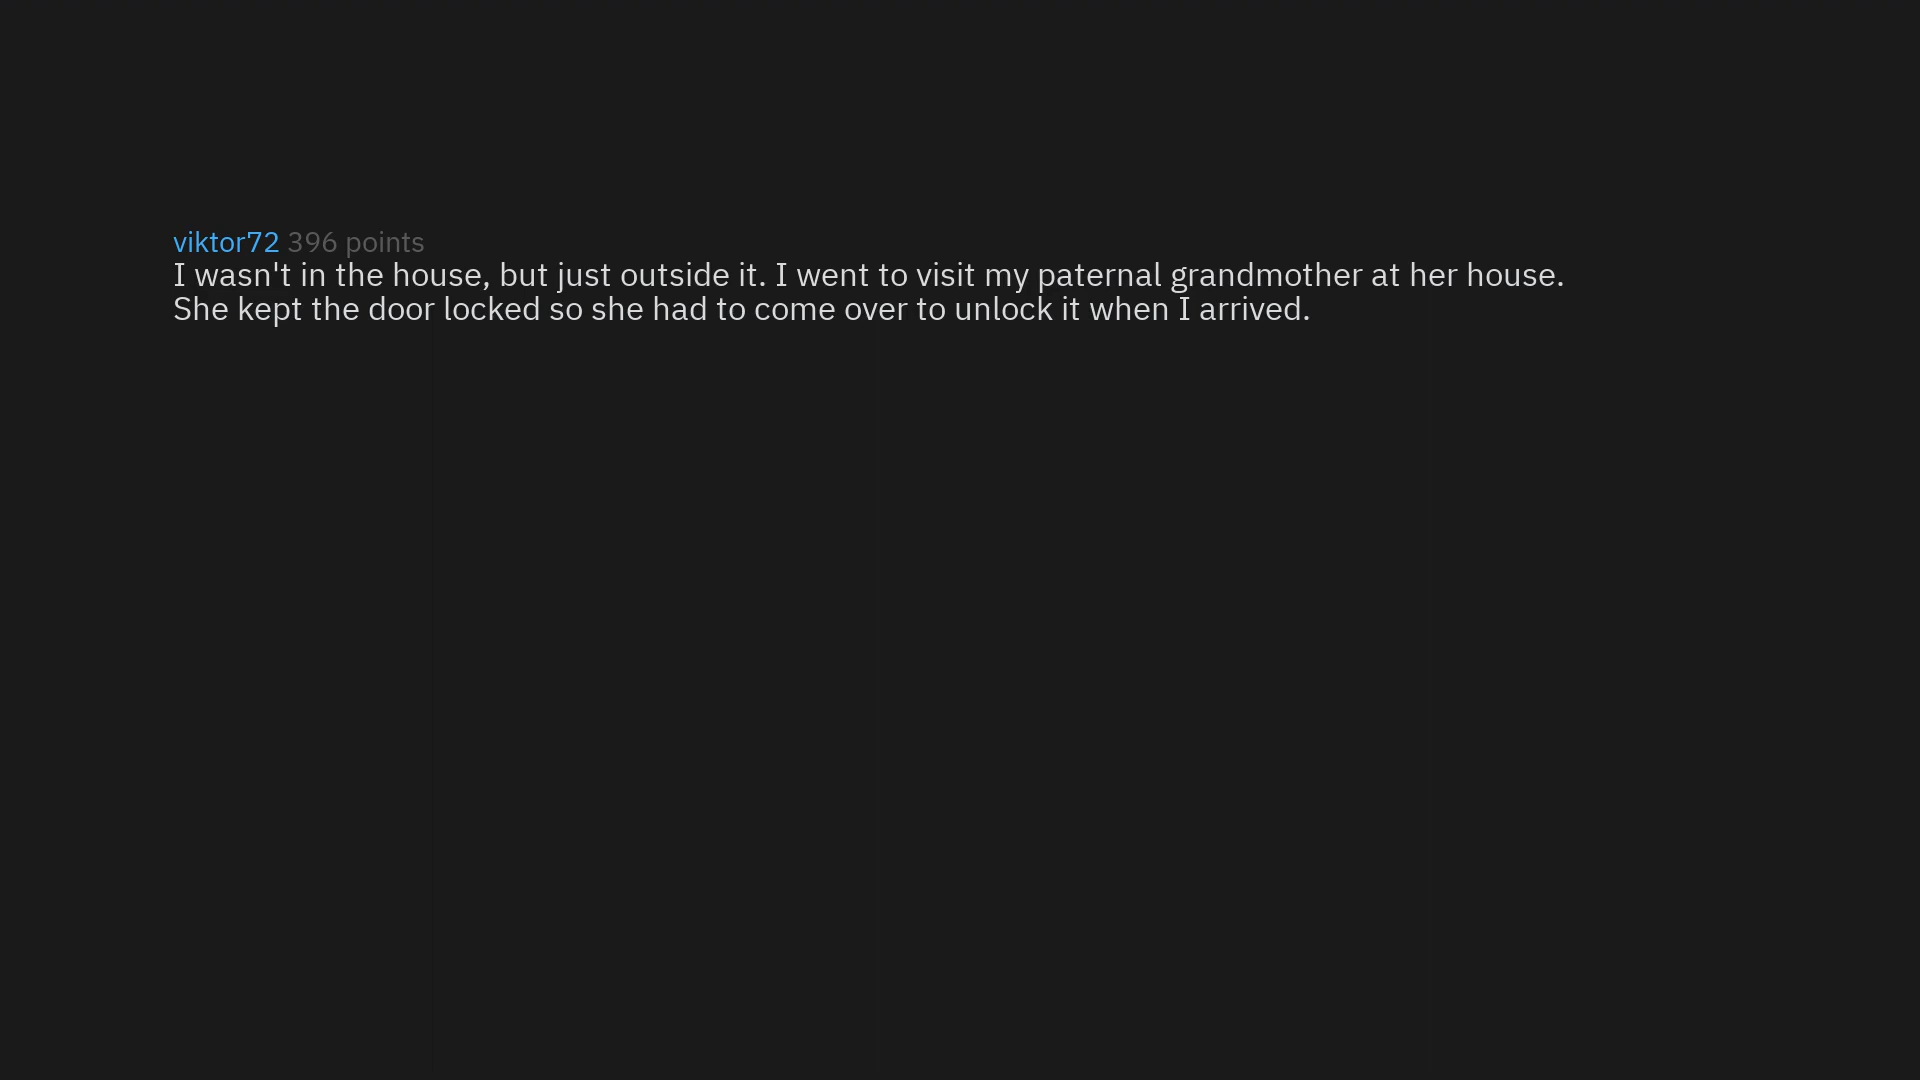 viktor72 396 points
I wasn't in the house, but just outside it. I went to visit my paternal grandmother at her house.
She kept the door locked so she had to come over to unlock it when I arrived.